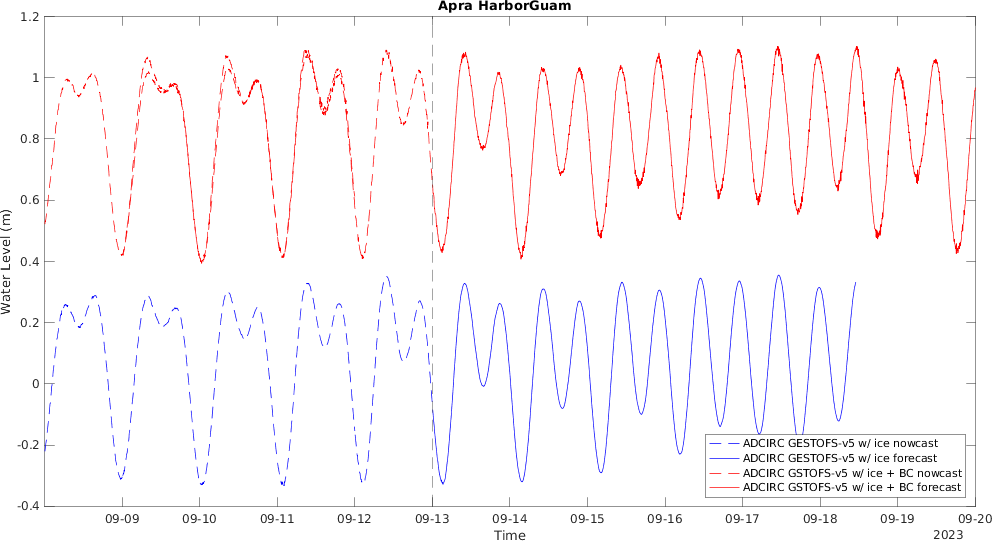 Apra HarborGuam
1.2
1
0.8
0.6
0.4
0.2
0
-0.2
-0.4
Water Level (m)
ADCIRC GESTOFS-v5 w/ ice nowcast
ADCIRC GESTOFS-v5 w/ ice forecast
ADCIRC GSTOFS-v5 w/ ice + BC nowcast
ADCIRC GSTOFS-v5 w/ ice + BC forecast
09-09 09-10 09-11 09-12 09-13 09-14 09-15 09-16 09-17 09-18 09-19 09-20
Time
2023